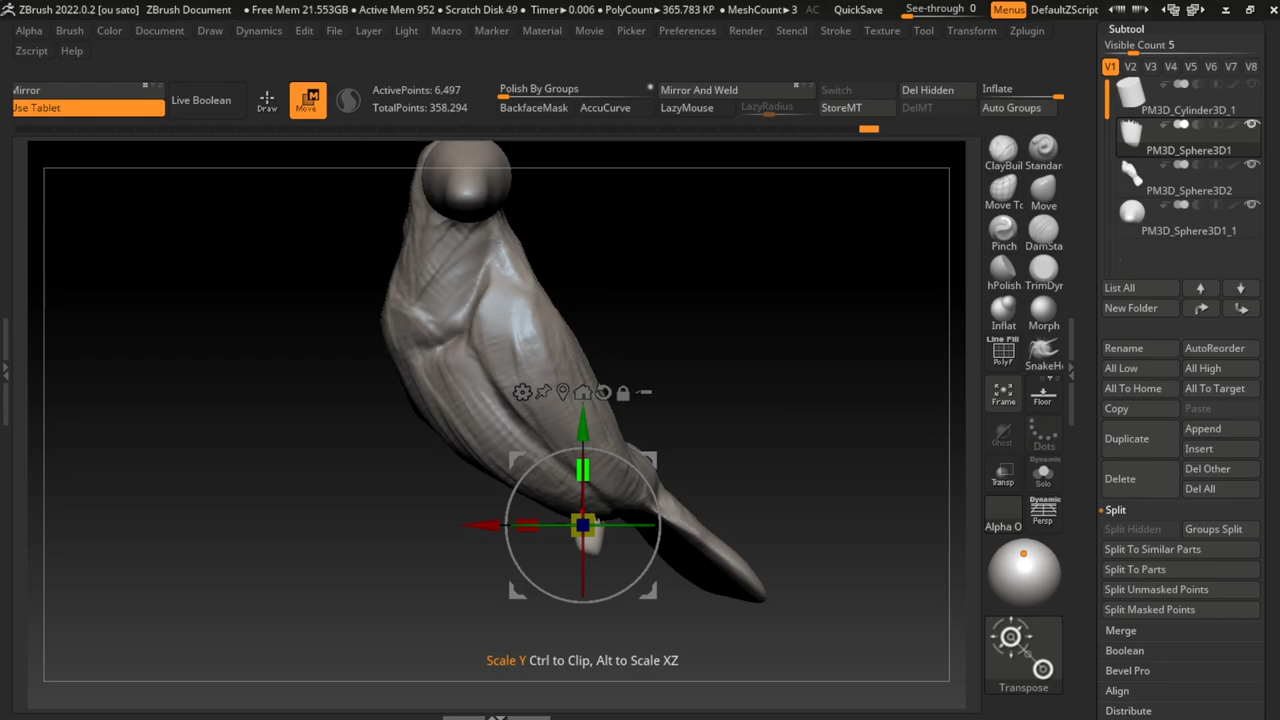 ZBrush 2022.0.2 [ou sato] ZBrush Document • Free Mem 21.553GB • Active Mem 952 • Scratch Disk 49 • Timer▶0.006 • PolyCount▶365.783 KP • MeshCount▶3 AC QuickSave See-through 0 Menus DefaultZScript
Alpha Brush Color Document Draw Dynamics Edit File Layer Light Macro Marker Material Movie Picker Preferences Render Stencil Stroke Texture Tool Transform Zplugin
Zscript Help
Mirror
Use Tablet
Live Boolean
Draw
Move
ActivePoints: 6,497
TotalPoints: 358.294
Polish By Groups
BackfaceMask AccuCurve
Mirror And Weld
LazyMouse LazyRadius
Switch
StoreMT
Del Hidden
DelMT
Inflate
Auto Groups
ClayBuil Standar
Move To Move
Pinch DamSta
hPolish TrimDyr
Inflat Morph
Line Fill
PolyF SnakeHo
Frame Floor
Ghost Dots
Dynamic
Transp Solo
Dynamic
Alpha O Persp
Transpose
Scale Y Ctrl to Clip, Alt to Scale XZ
Subtool
Visible Count 5
V1 V2 V3 V4 V5 V6 V7 V8
PM3D_Cylinder3D_1
PM3D_Sphere3D1
PM3D_Sphere3D2
PM3D_Sphere3D1_1
List All
New Folder
Rename AutoReorder
All Low All High
All To Home All To Target
Copy Paste
Duplicate Append
Insert
Delete Del Other
Del All
Split
Split Hidden Groups Split
Split To Similar Parts
Split To Parts
Split Unmasked Points
Split Masked Points
Merge
Boolean
Bevel Pro
Align
Distribute